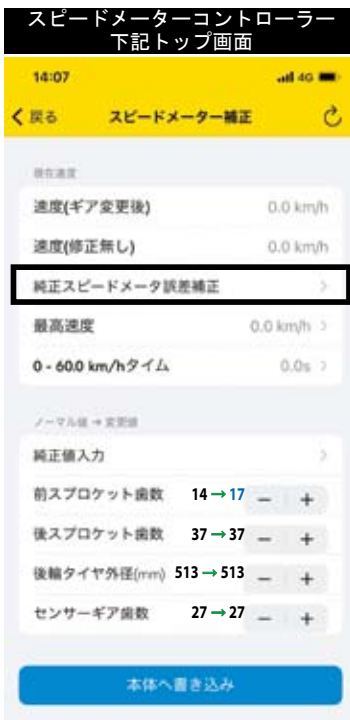 スピードメーターコントローラー
下記トップ画面
14:07 4G
戻る スピードメーター補正
現在速度
速度(ギア変更後) 0.0 km/h
速度(修正無し) 0.0 km/h
純正スピードメータ誤差補正 >
最高速度 0.0 km/h >
0 - 60.0 km/hタイム 0.0s >
ノーマル値 → 変更値
純正値入力 >
前スプロケット歯数 14→17 − +
後スプロケット歯数 37→37 − +
後輪タイヤ外径(mm) 513→513 − +
センサーギア歯数 27→27 − +
本体へ書き込み